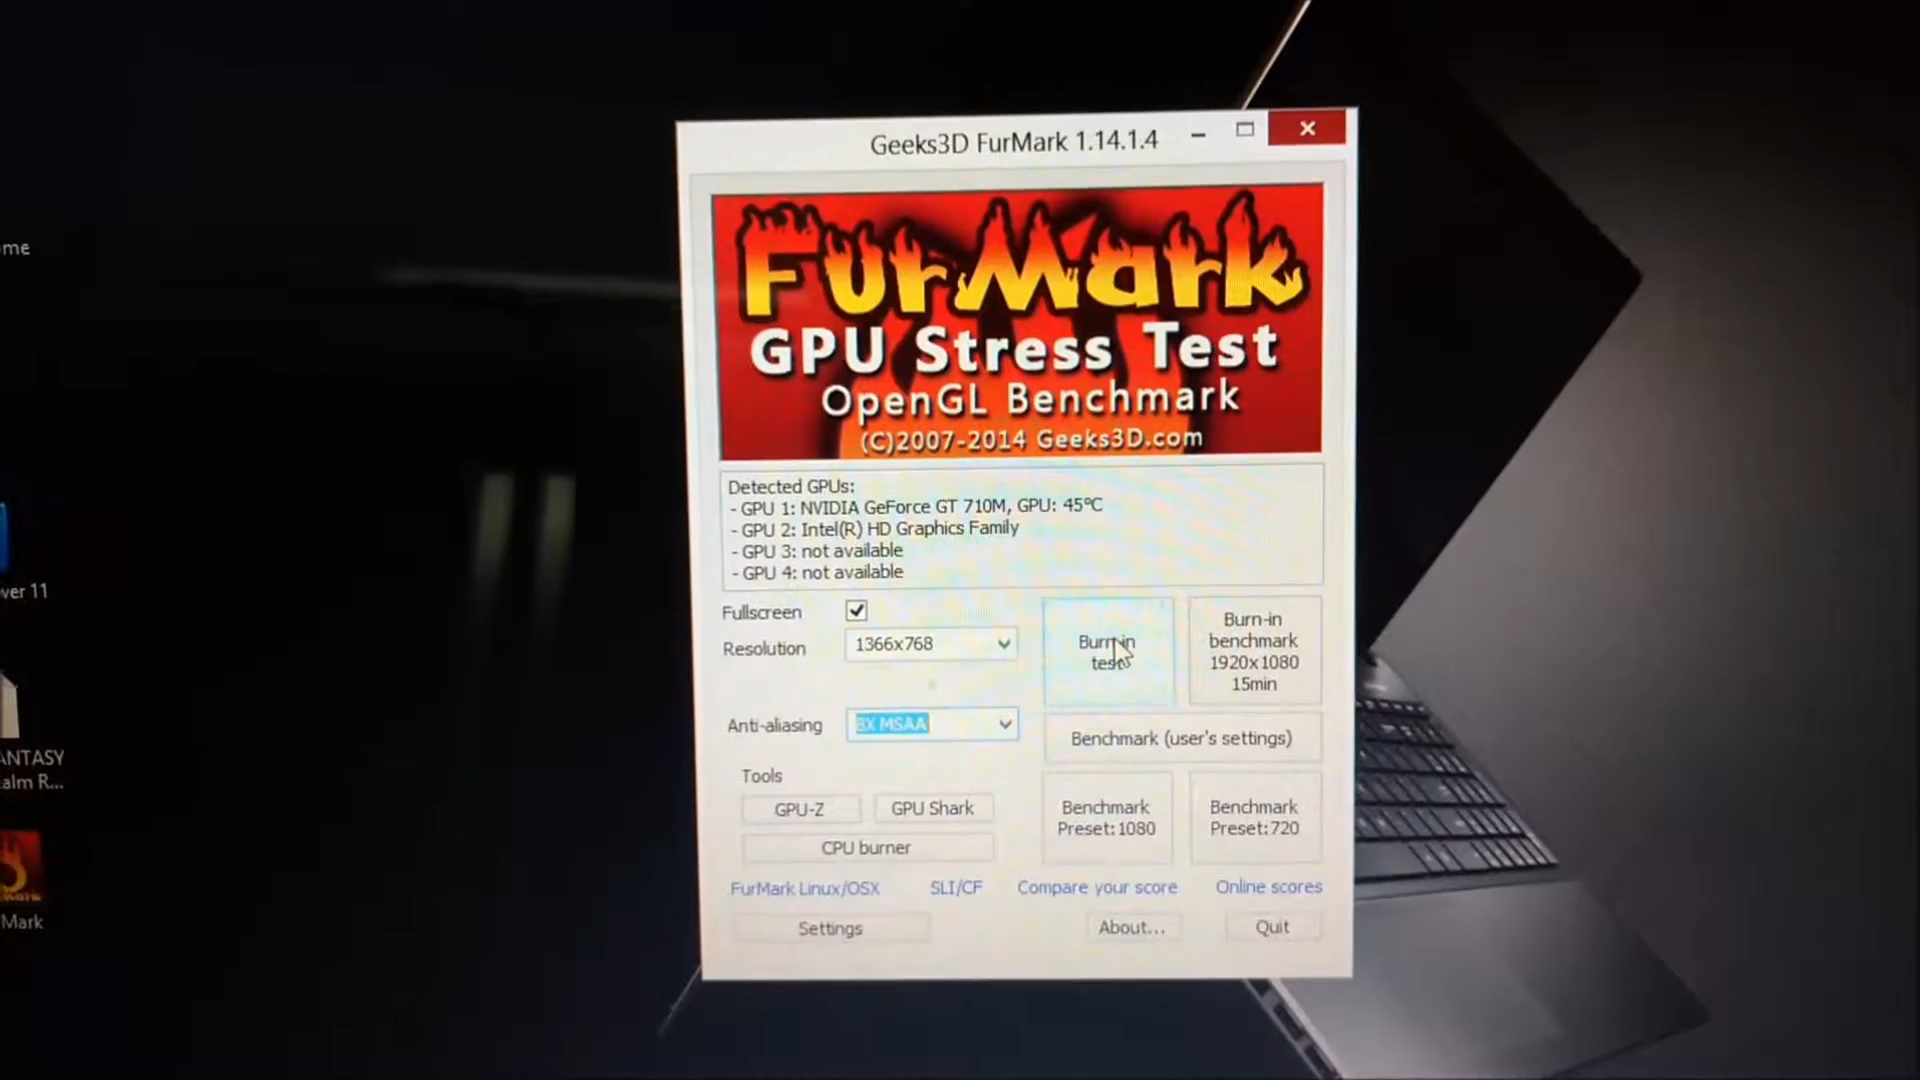 Geeks3D FurMark 1.14.1.4
FurMark
GPU Stress Test
OpenGL Benchmark
(C)2007-2014 Geeks3D.com
Detected GPUs:
- GPU 1: NVIDIA GeForce GT 710M, GPU: 45°C
- GPU 2: Intel(R) HD Graphics Family
- GPU 3: not available
- GPU 4: not available
Fullscreen
Resolution 1366x768
Anti-aliasing 8X MSAA
Burn-in
test
Burn-in
benchmark
1920x1080
15min
Benchmark (user's settings)
Tools
GPU-Z GPU Shark
CPU burner
Benchmark
Preset:1080
Benchmark
Preset:720
FurMark Linux/OSX SLI/CF Compare your score Online scores
Settings About... Quit
me
ver 11
ANTASY
alm R...
Mark